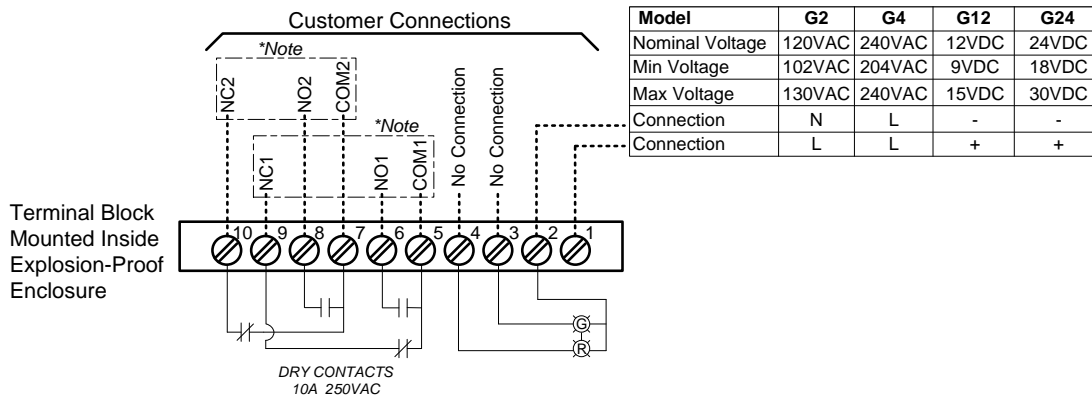 Customer Connections
*Note
NC2
NO2
COM2
*Note
NC1
NO1
COM1
No Connection
No Connection
Model G2 G4 G12 G24
Nominal Voltage 120VAC 240VAC 12VDC 24VDC
Min Voltage 102VAC 204VAC 9VDC 18VDC
Max Voltage 130VAC 240VAC 15VDC 30VDC
Connection N L - -
Connection L L + +
Terminal Block
Mounted Inside
Explosion-Proof
Enclosure
10 9 8 7 6 5 4 3 2 1
G
R
DRY CONTACTS
10A 250VAC